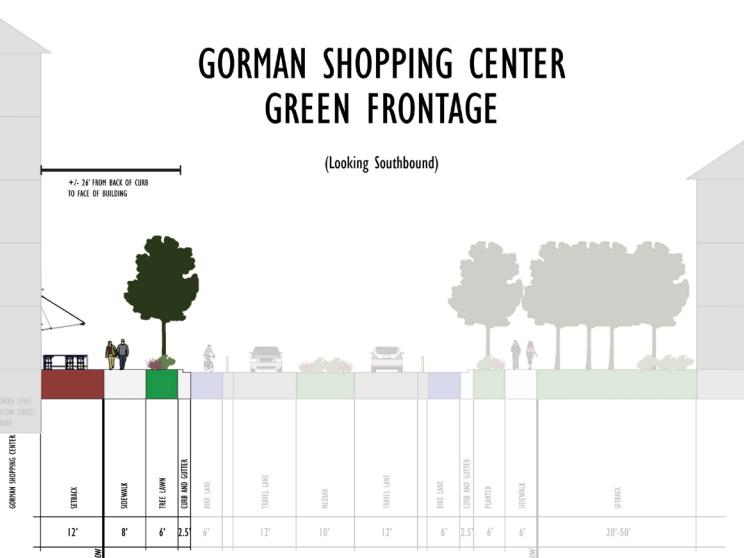 GORMAN SHOPPING CENTER
GREEN FRONTAGE
(Looking Southbound)
+/- 26' FROM BACK OF CURB
TO FACE OF BUILDING
GORMAN SHOPPING CENTER
SETBACK
SIDEWALK
TREE LAWN
CURB AND GUTTER
BIKE LANE
TRAVEL LANE
MEDIAN
TRAVEL LANE
BIKE LANE
CURB AND GUTTER
PLANTER
SIDEWALK
SETBACK
12'
8'
6'
2.5'
6'
12'
10'
12'
6'
2.5'
6'
6'
20'-50'